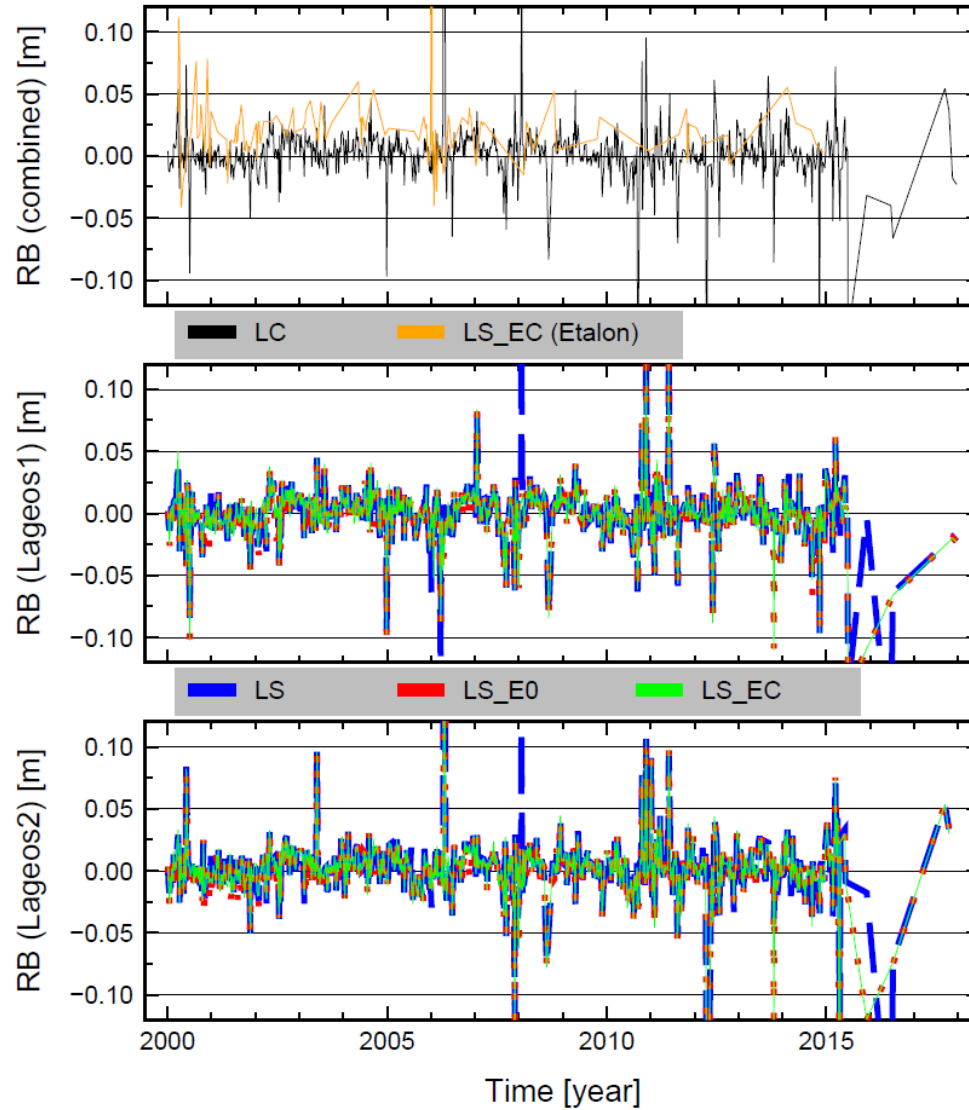 RB (combined) [m]
0.10
0.05
0.00
−0.05
−0.10
LC LS_EC (Etalon)
RB (Lageos1) [m]
0.10
0.05
0.00
−0.05
−0.10
LS LS_E0 LS_EC
RB (Lageos2) [m]
0.10
0.05
0.00
−0.05
−0.10
2000 2005 2010 2015
Time [year]